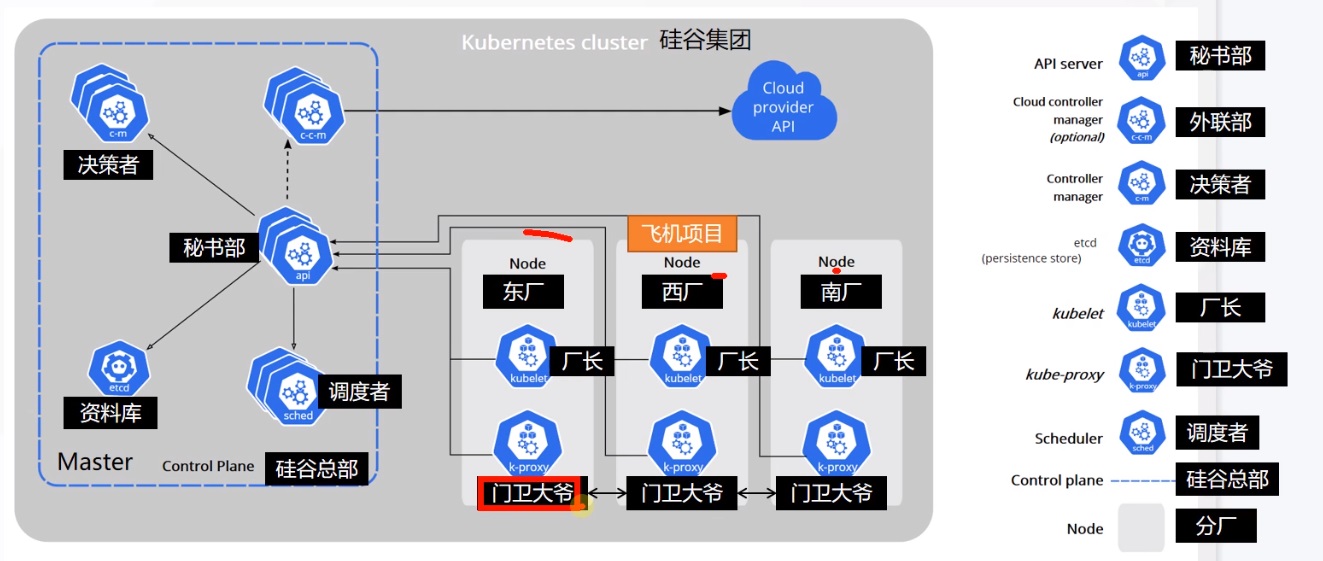 Kubernetes cluster 硅谷集团
c-m
决策者
c-c-m
Cloud
provider
API
秘书部
api
etcd
资料库
sched
调度者
Master
Control Plane 硅谷总部
飞机项目
Node
东厂
kubelet
厂长
k-proxy
门卫大爷
Node
西厂
kubelet
厂长
k-proxy
门卫大爷
Node
南厂
kubelet
厂长
k-proxy
门卫大爷
API server
api
秘书部
Cloud controller
manager
(optional)
c-c-m
外联部
Controller
manager
c-m
决策者
etcd
(persistence store)
etcd
资料库
kubelet
kubelet
厂长
kube-proxy
k-proxy
门卫大爷
Scheduler
sched
调度者
Control plane
硅谷总部
Node
分厂